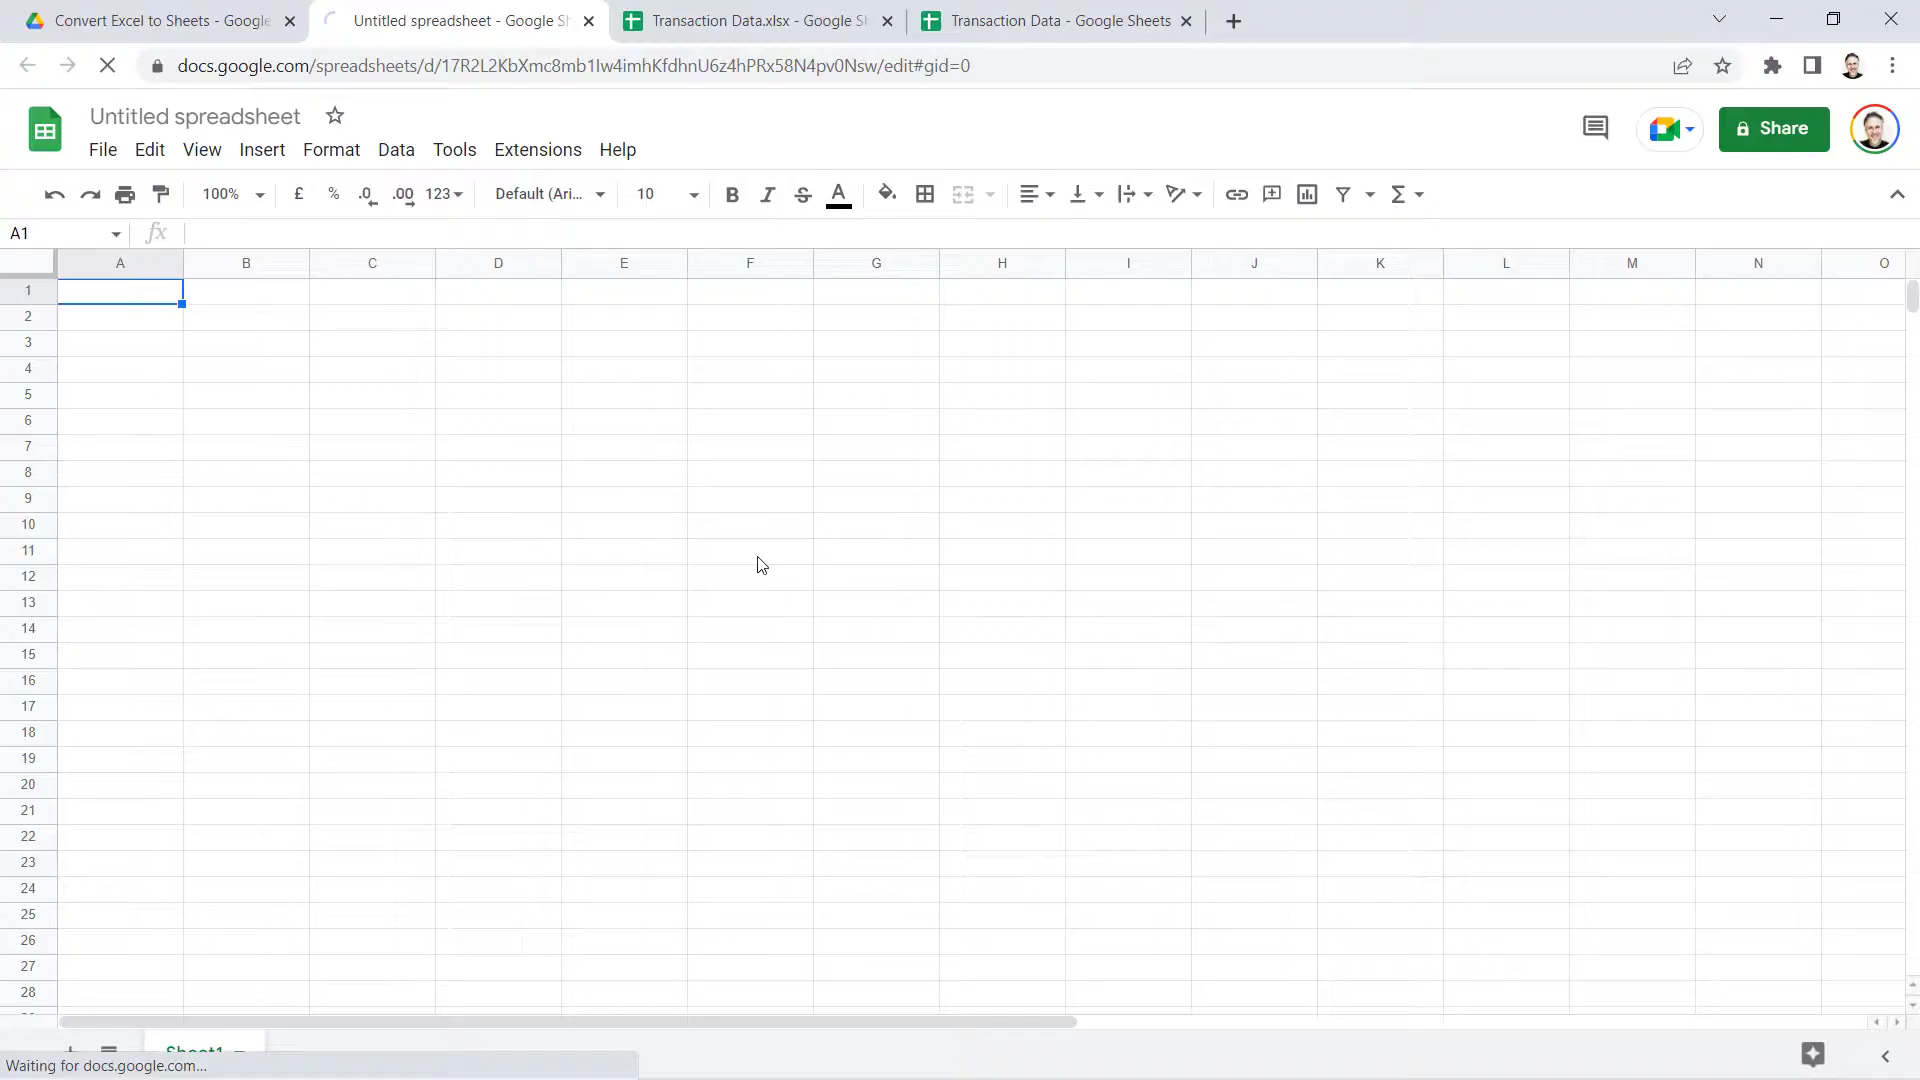 Convert Excel to Sheets - Google
Untitled spreadsheet - Google Sh
Transaction Data.xlsx - Google Sh
Transaction Data - Google Sheets
docs.google.com/spreadsheets/d/17R2L2KbXmc8mb1Iw4imhKfdhnU6z4hPRx58N4pv0Nsw/edit#gid=0
Untitled spreadsheet
Share
File Edit View Insert Format Data Tools Extensions Help
100% £ % .0 .00 123 Default (Ari... 10 B I S A Σ
A1 fx
A B C D E F G H I J K L M N O
1
2
3
4
5
6
7
8
9
10
11
12
13
14
15
16
17
18
19
20
21
22
23
24
25
26
27
28
Sheet1
Waiting for docs.google.com...